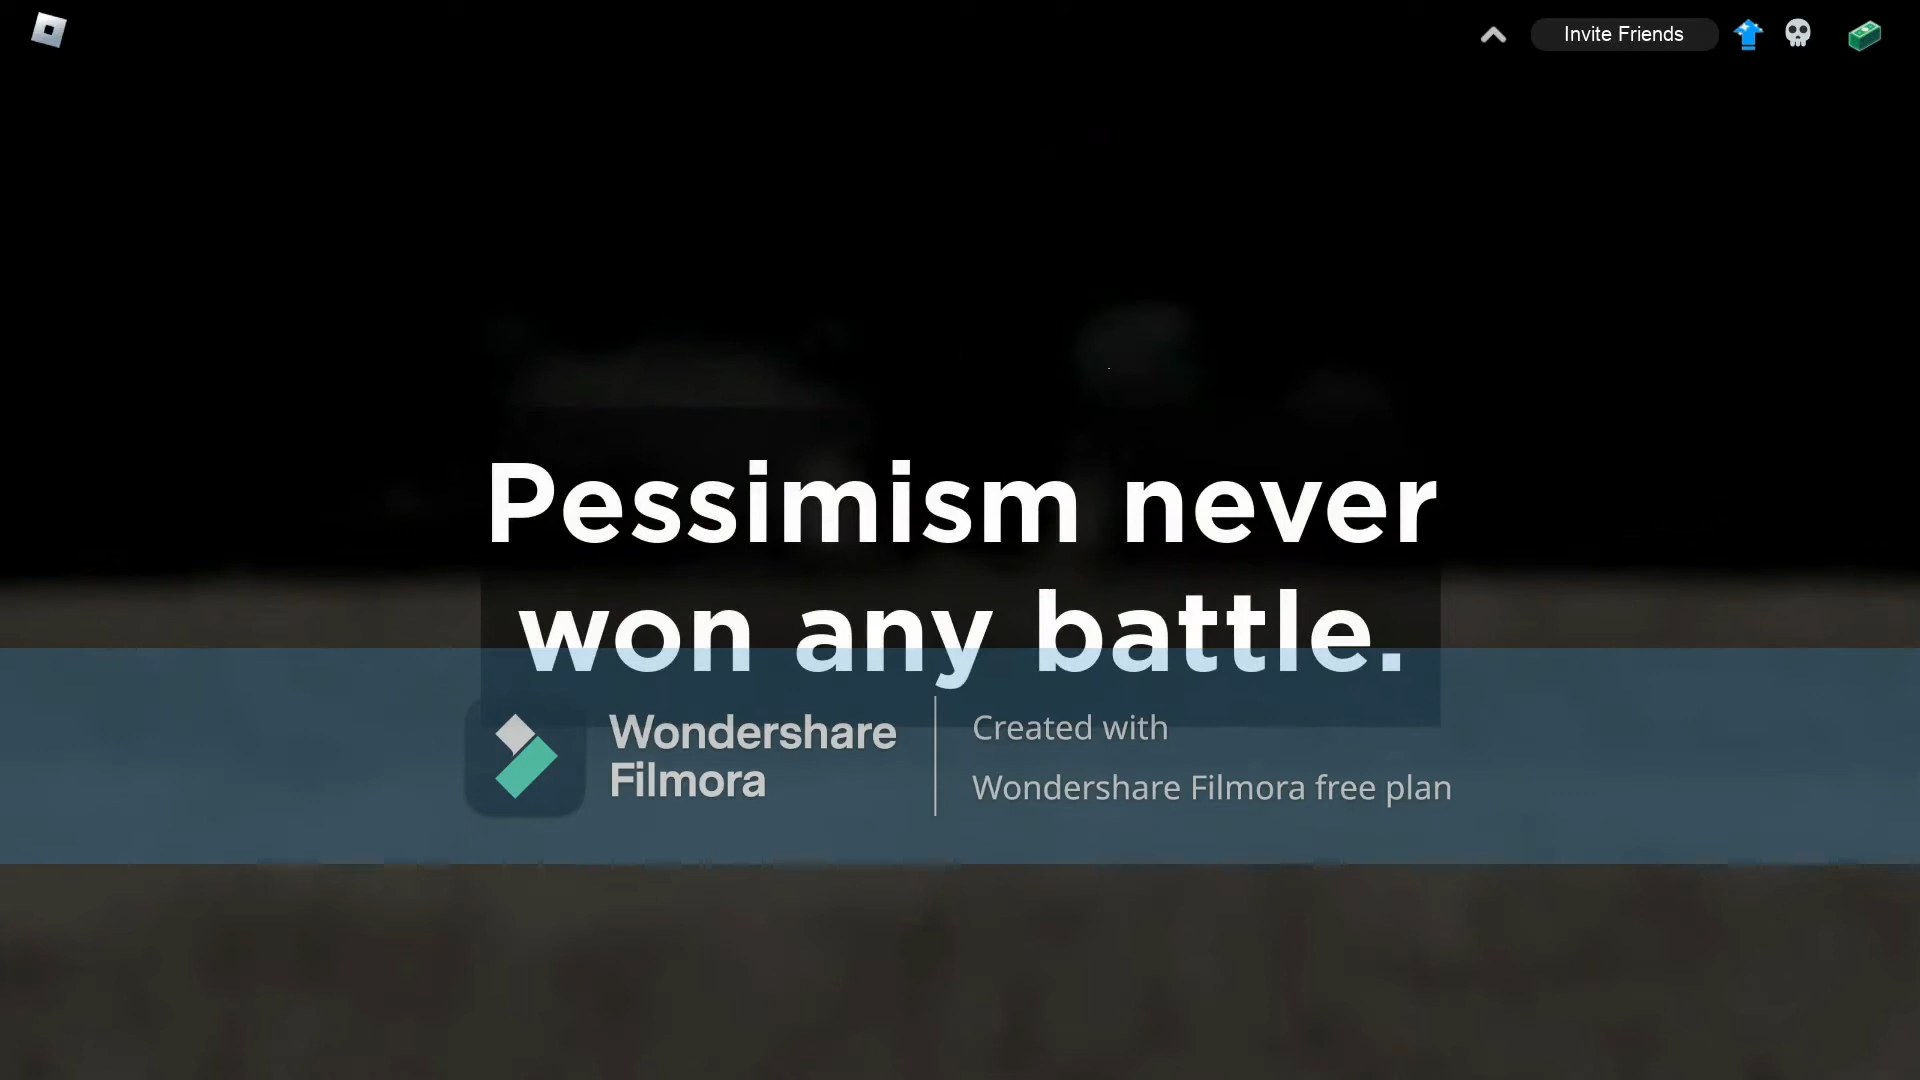 Invite Friends
Pessimism never
won any battle.
Wondershare
Filmora
Created with
Wondershare Filmora free plan